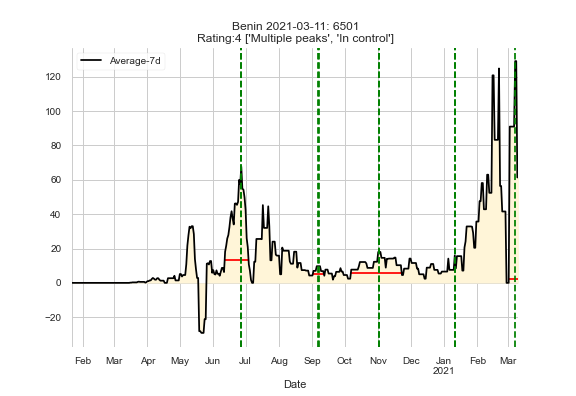 Benin 2021-03-11: 6501
Rating:4 ['Multiple peaks', 'In control']
Average-7d
120
100
80
60
40
20
0
−20
Feb Mar Apr May Jun Jul Aug Sep Oct Nov Dec Jan Feb Mar
2021
Date